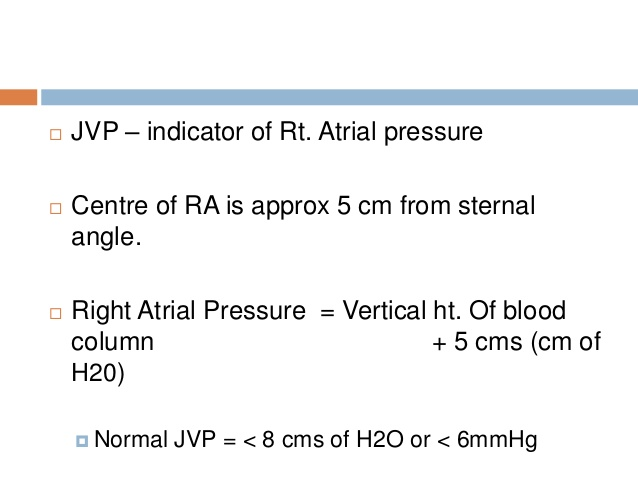 JVP – indicator of Rt. Atrial pressure
Centre of RA is approx 5 cm from sternal
angle.
Right Atrial Pressure = Vertical ht. Of blood
column + 5 cms (cm of
H20)
Normal JVP = < 8 cms of H2O or < 6mmHg